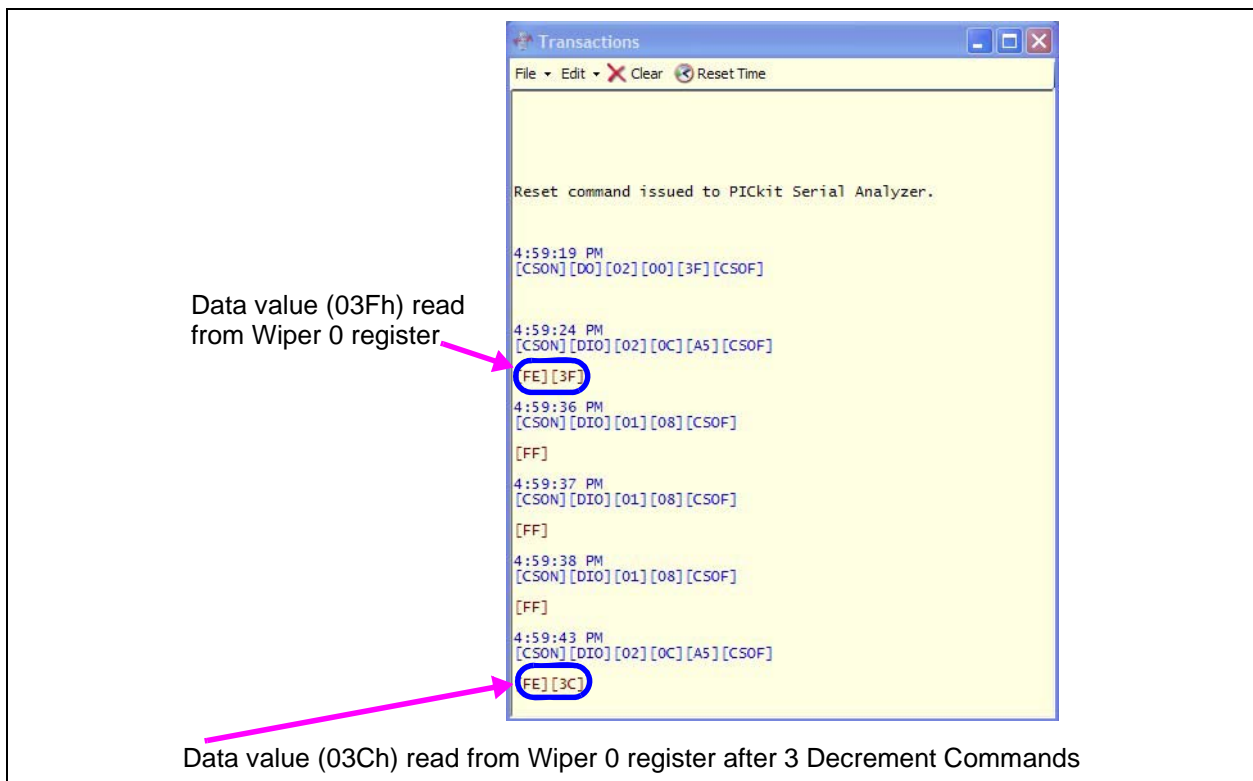 Transactions
File Edit Clear Reset Time
Reset command issued to PICkit Serial Analyzer.
4:59:19 PM
[CSON][DO][02][00][3F][CSOF]
Data value (03Fh) read
from Wiper 0 register
4:59:24 PM
[CSON][DIO][02][0C][A5][CSOF]
[FE][3F]
4:59:36 PM
[CSON][DIO][01][08][CSOF]
[FF]
4:59:37 PM
[CSON][DIO][01][08][CSOF]
[FF]
4:59:38 PM
[CSON][DIO][01][08][CSOF]
[FF]
4:59:43 PM
[CSON][DIO][02][0C][A5][CSOF]
[FE][3C]
Data value (03Ch) read from Wiper 0 register after 3 Decrement Commands